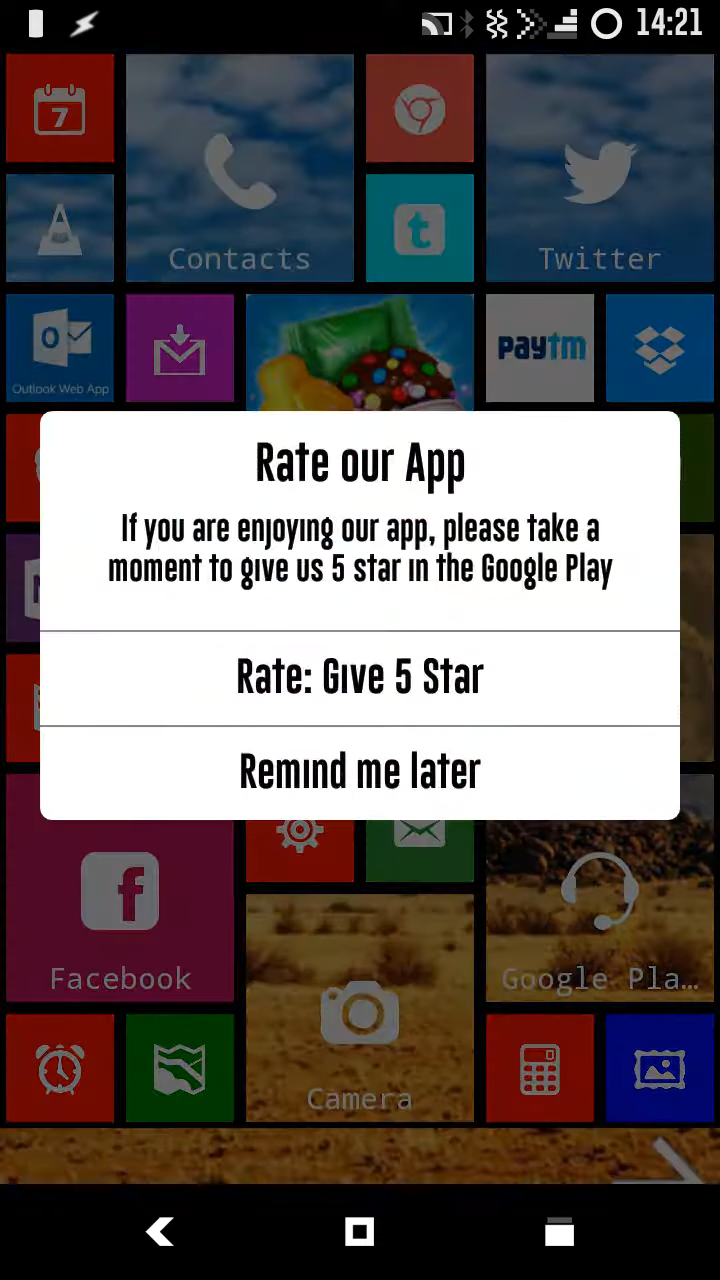 14:21
7
Contacts
t
Twitter
O
Outlook Web App
paytm
Rate our App
If you are enjoying our app, please take a
moment to give us 5 star in the Google Play
Rate: Give 5 Star
Remind me later
f
Facebook
Google Pla…
Camera